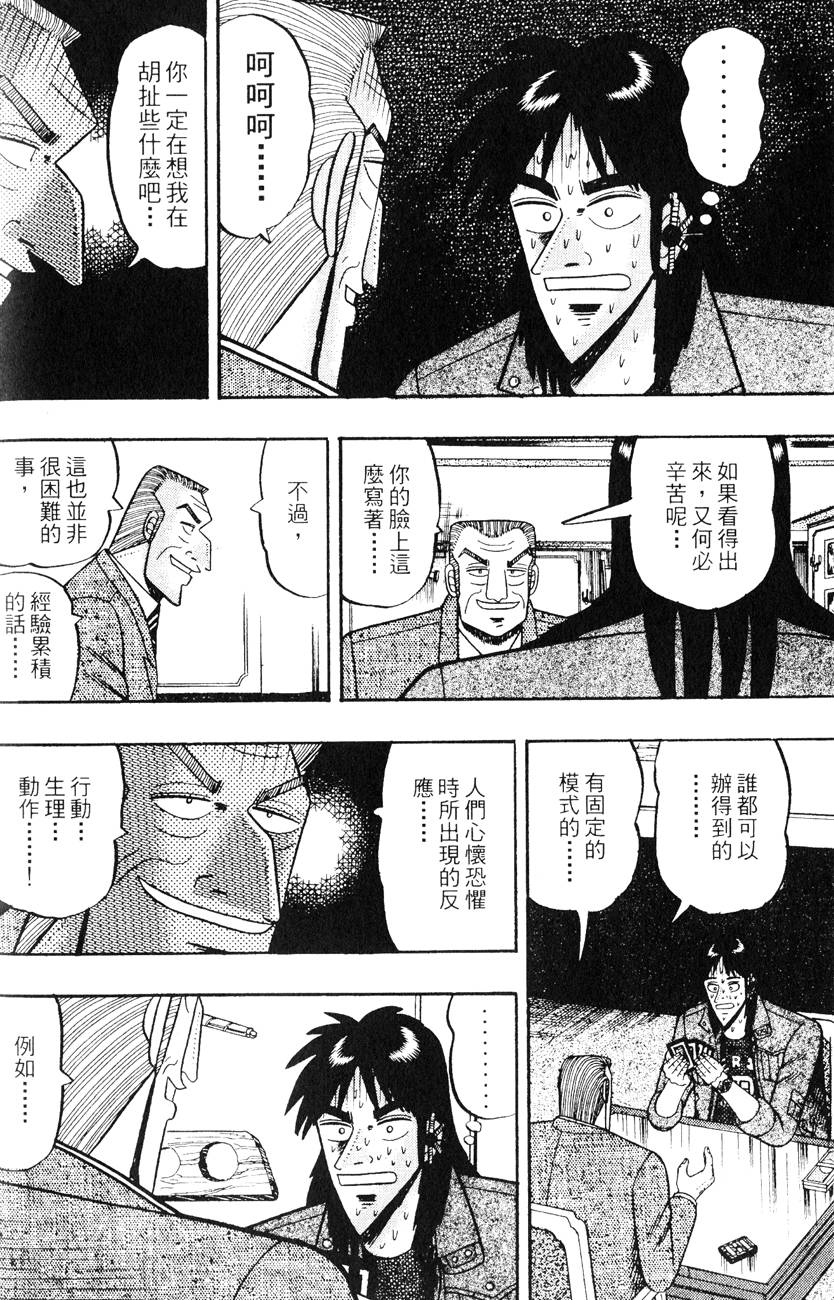 …………
呵呵呵……
你一定在想我在
胡扯些什麼吧…
如果看得出
來，又何必
辛苦呢…
你的臉上這
麼寫著……
不過，
這也並非
很困難的
事，
經驗累積
的話……
誰都可以
辦得到的
……
有固定的
模式的……
人們心懷恐懼
時所出現的反
應……
行動…
生理…
動作……！
……
例如……